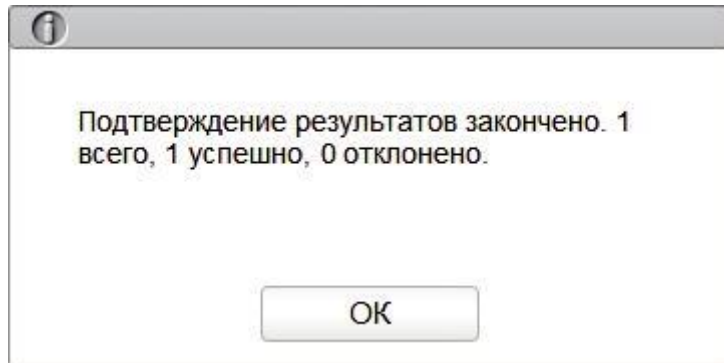 Подтверждение результатов закончено. 1
всего, 1 успешно, 0 отклонено.
OK